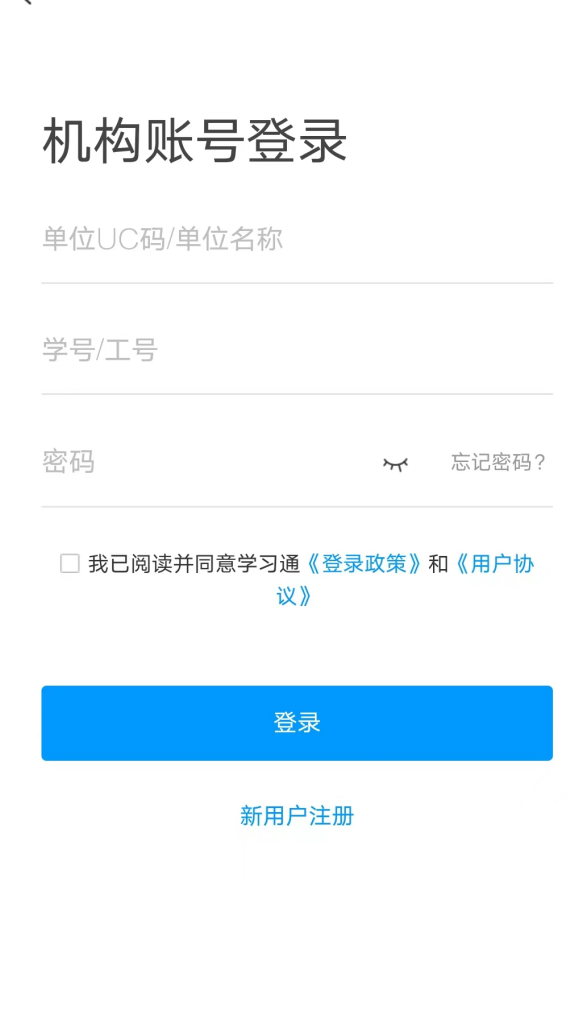 机构账号登录
单位UC码/单位名称
学号/工号
密码 忘记密码?
我已阅读并同意学习通《登录政策》和《用户协
议》
登录
新用户注册